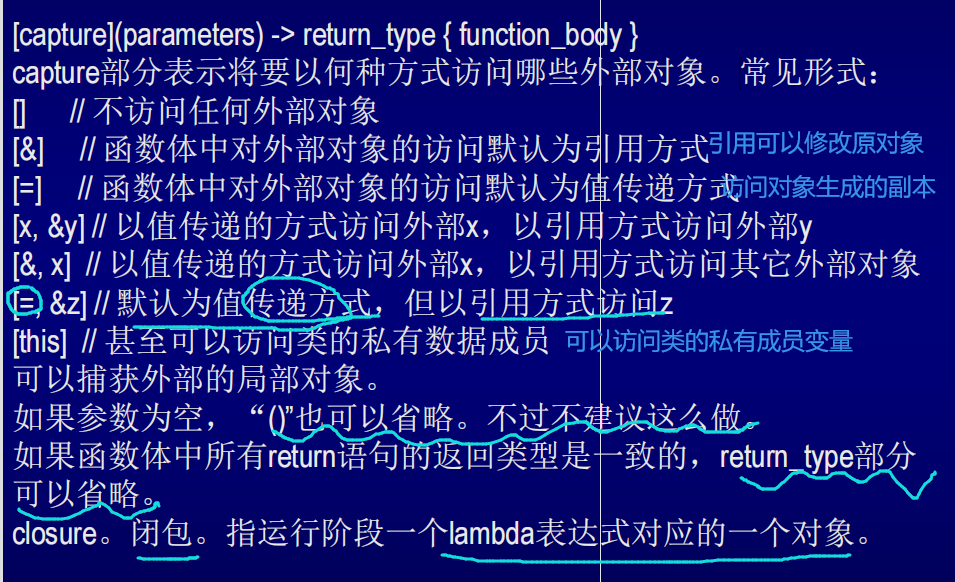 [capture](parameters) -> return_type { function_body }
capture部分表示将要以何种方式访问哪些外部对象。常见形式：
[] // 不访问任何外部对象
[&] // 函数体中对外部对象的访问默认为引用方式 引用可以修改原对象
[=] // 函数体中对外部对象的访问默认为值传递方式 访问对象生成的副本
[x, &y] // 以值传递的方式访问外部x，以引用方式访问外部y
[&, x] // 以值传递的方式访问外部x，以引用方式访问其它外部对象
[=, &z] // 默认为值传递方式，但以引用方式访问z
[this] // 甚至可以访问类的私有数据成员 可以访问类的私有成员变量
可以捕获外部的局部对象。
如果参数为空，“()”也可以省略。不过不建议这么做。
如果函数体中所有return语句的返回类型是一致的，return_type部分
可以省略。
closure。闭包。指运行阶段一个lambda表达式对应的一个对象。